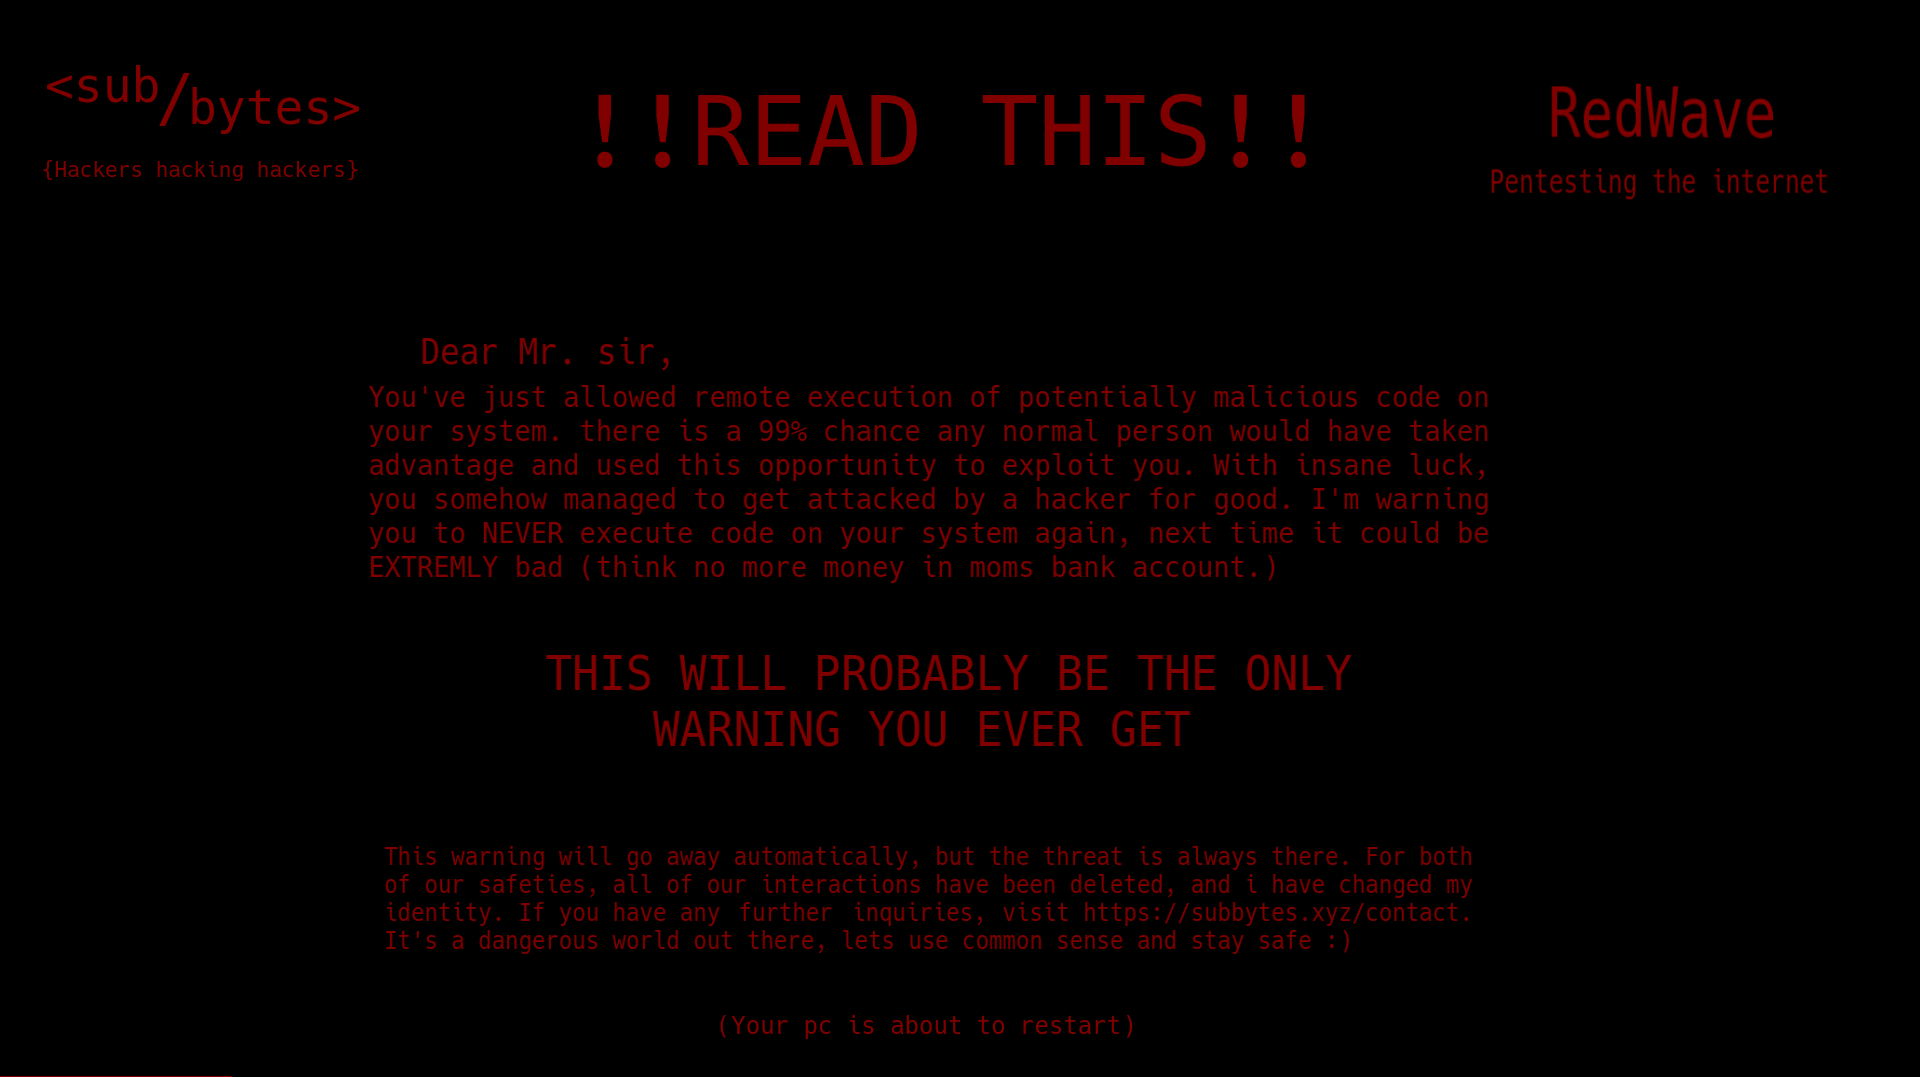 <sub/bytes>
{Hackers hacking hackers}
!!READ THIS!!
RedWave
Pentesting the internet
Dear Mr. sir,
You've just allowed remote execution of potentially malicious code on
your system. there is a 99% chance any normal person would have taken
advantage and used this opportunity to exploit you. With insane luck,
you somehow managed to get attacked by a hacker for good. I'm warning
you to NEVER execute code on your system again, next time it could be
EXTREMLY bad (think no more money in moms bank account.)
THIS WILL PROBABLY BE THE ONLY
WARNING YOU EVER GET
This warning will go away automatically, but the threat is always there. For both
of our safeties, all of our interactions have been deleted, and i have changed my
identity. If you have any further inquiries, visit https://subbytes.xyz/contact.
It's a dangerous world out there, lets use common sense and stay safe :)
(Your pc is about to restart)